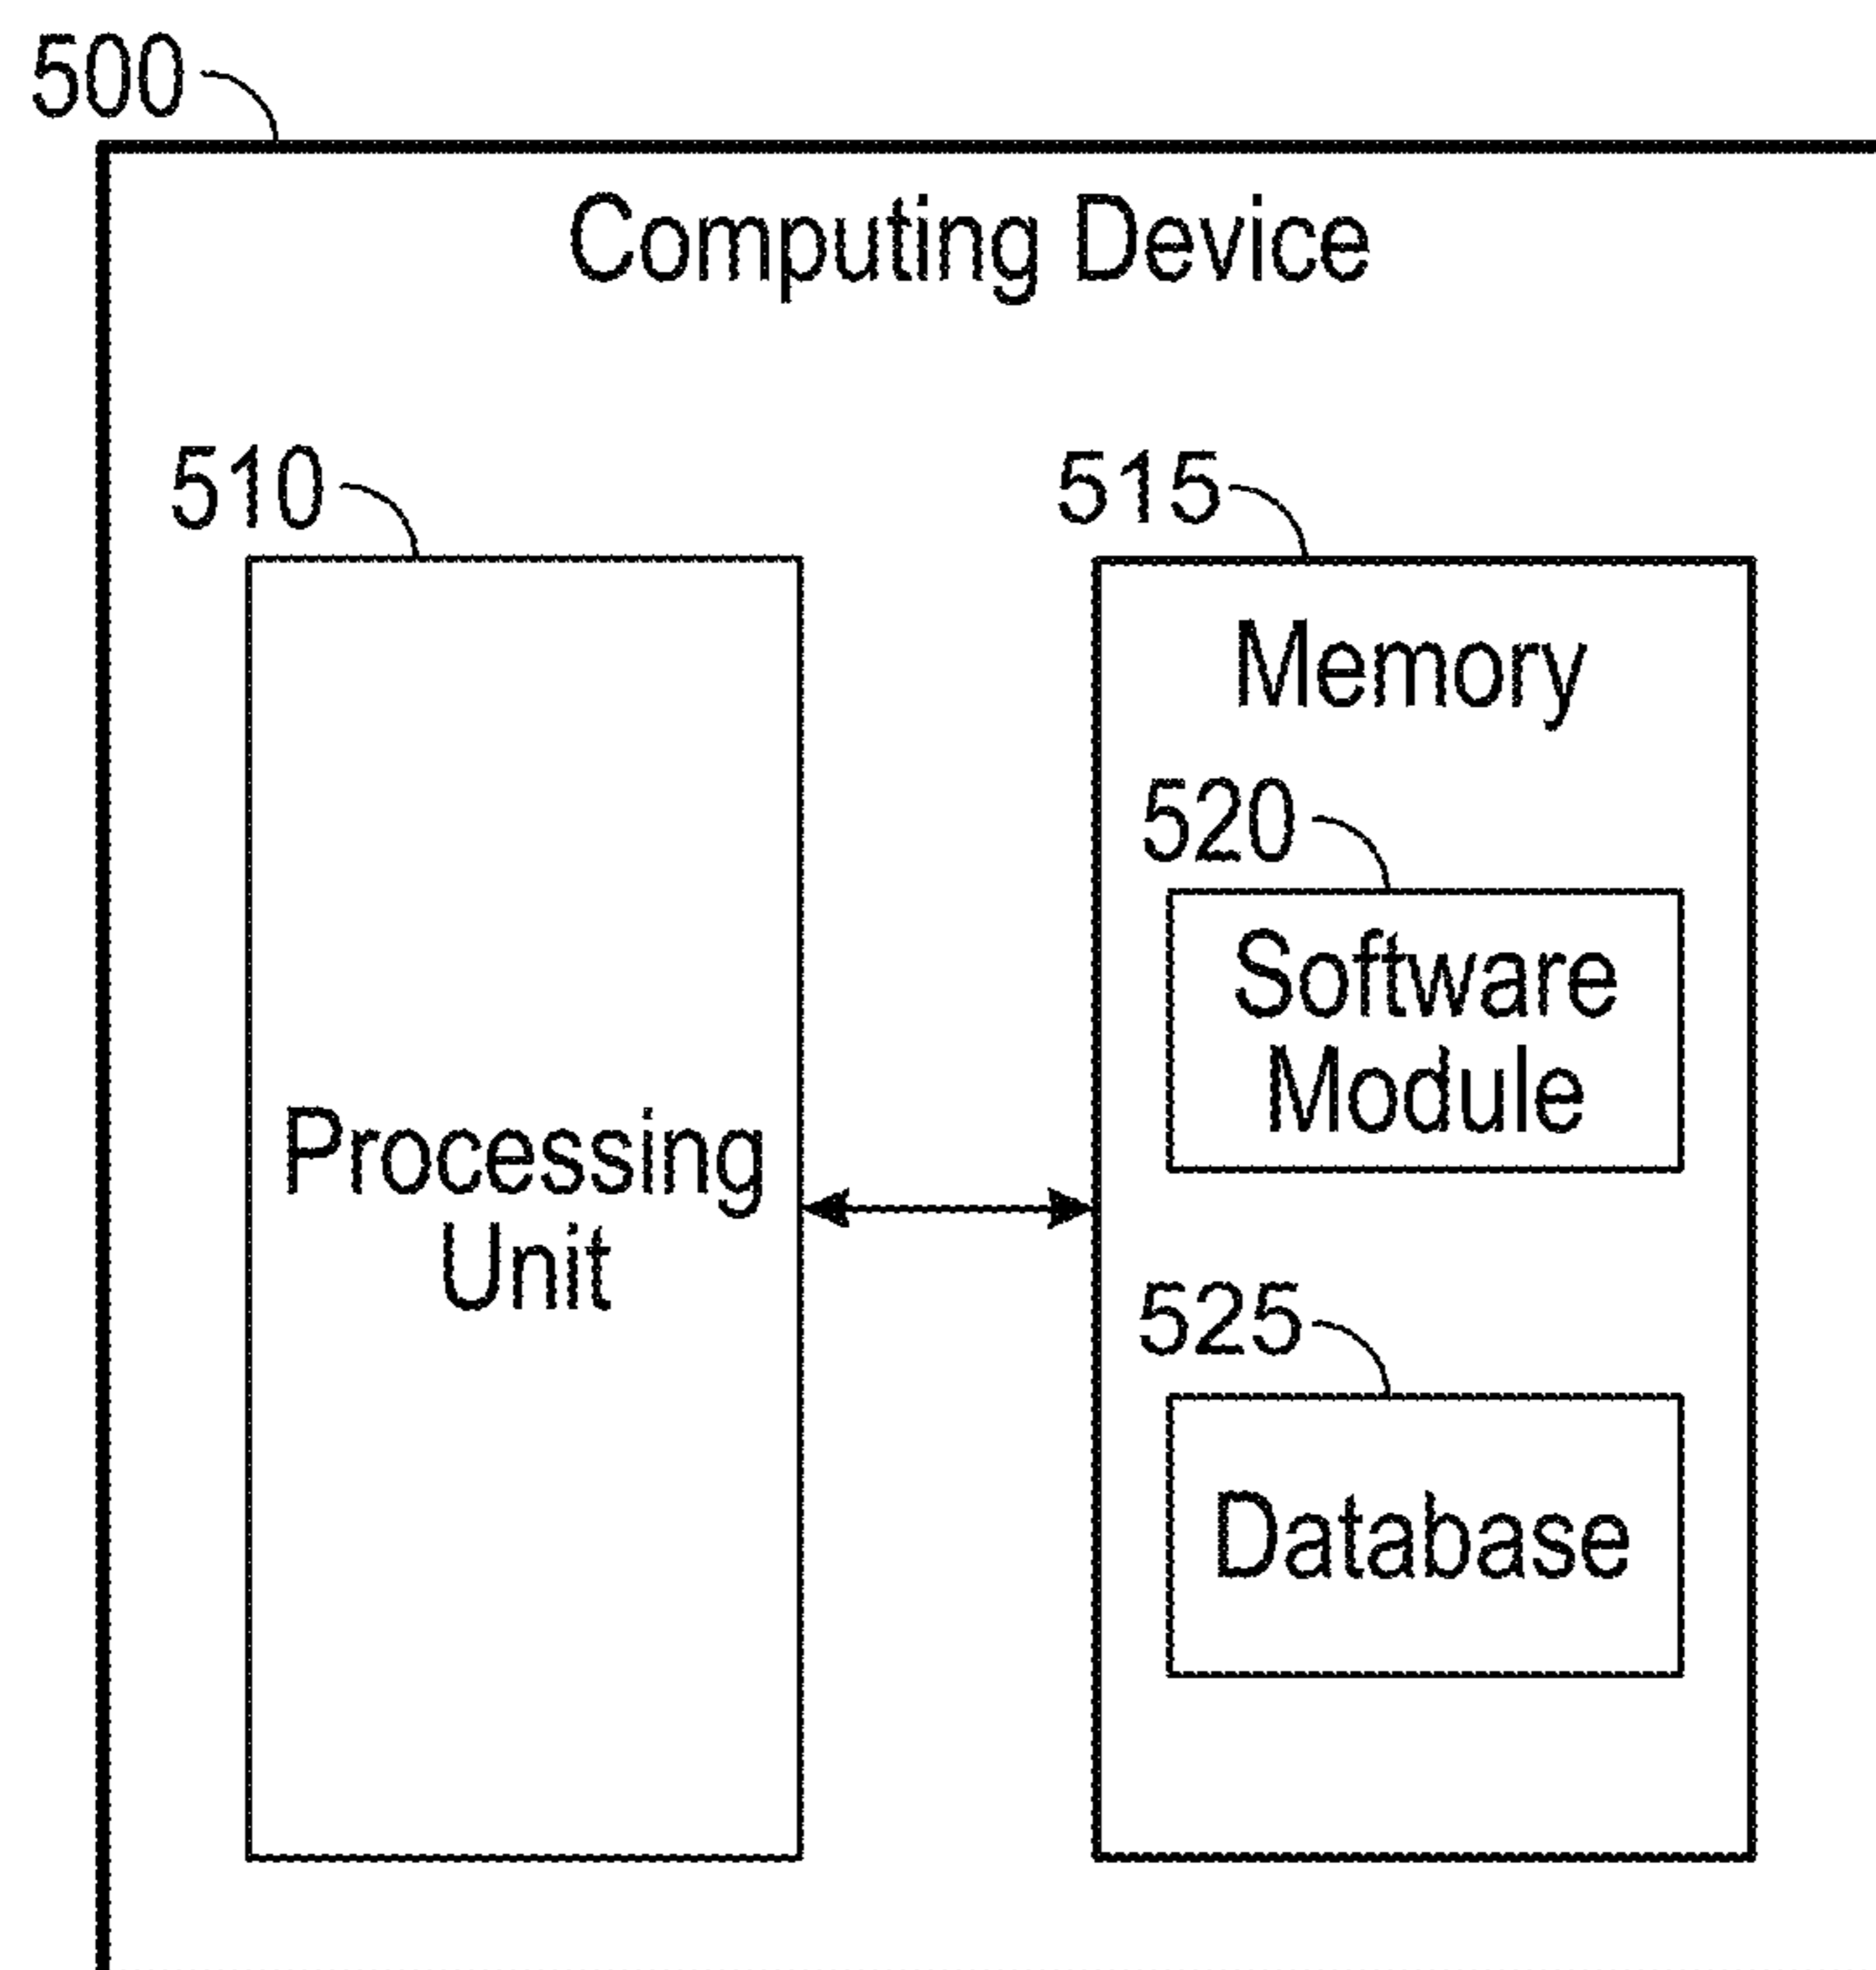 500
Computing Device
510
515
Memory
520
Software
Module
Processing
Unit
525
Database